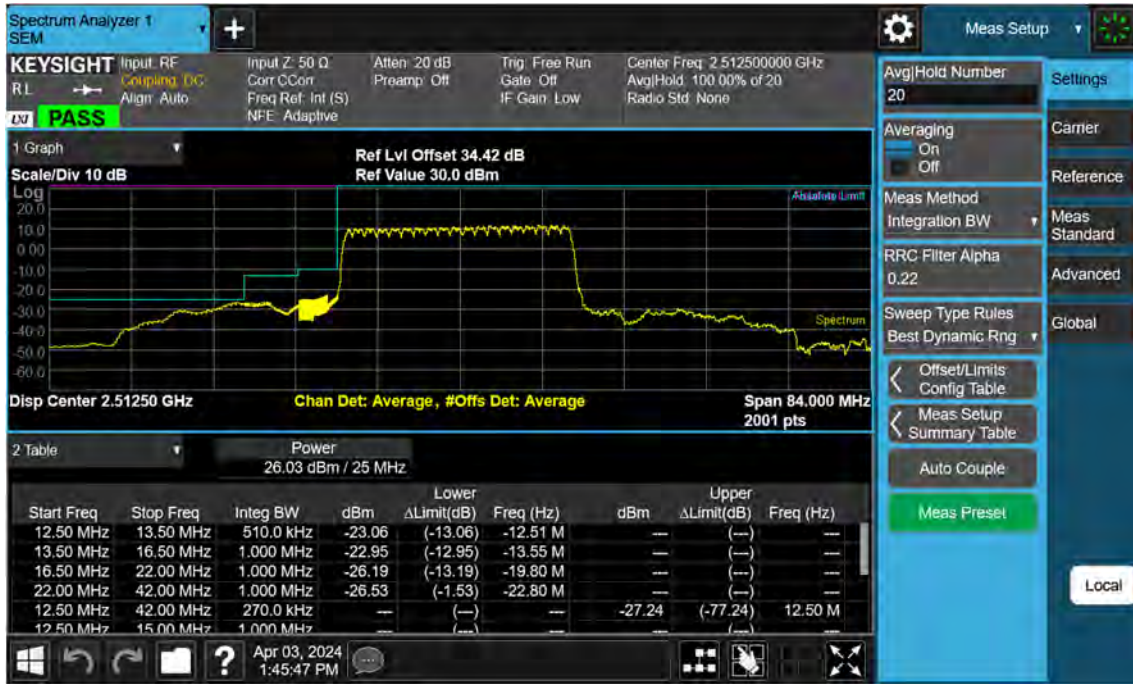 Spectrum Analyzer 1
SEM
+
Meas Setup
KEYSIGHT
RL
LXI
PASS
Input: RF
Coupling: DC
Align: Auto
Input Z: 50 Ω
Corr CCorr
Freq Ref: Int (S)
NFE: Adaptive
Atten: 20 dB
Preamp: Off
Trig: Free Run
Gate: Off
IF Gain: Low
Center Freq: 2.512500000 GHz
Avg|Hold: 100.00% of 20
Radio Std: None
1 Graph
Scale/Div 10 dB
Ref Lvl Offset 34.42 dB
Ref Value 30.0 dBm
Log
20.0
10.0
0.00
-10.0
-20.0
-30.0
-40.0
-50.0
-60.0
Absolute Limit
Spectrum
Disp Center 2.51250 GHz
Chan Det: Average, #Offs Det: Average
Span 84.000 MHz
2001 pts
2 Table
Power
26.03 dBm / 25 MHz
Lower Upper
Start Freq Stop Freq Integ BW dBm ΔLimit(dB) Freq (Hz) dBm ΔLimit(dB) Freq (Hz)
12.50 MHz 13.50 MHz 510.0 kHz -23.06 (-13.06) -12.51 M --- (---) ---
13.50 MHz 16.50 MHz 1.000 MHz -22.95 (-12.95) -13.55 M --- (---) ---
16.50 MHz 22.00 MHz 1.000 MHz -26.19 (-13.19) -19.80 M --- (---) ---
22.00 MHz 42.00 MHz 1.000 MHz -26.53 (-1.53) -22.80 M --- (---) ---
12.50 MHz 42.00 MHz 270.0 kHz --- (---) --- -27.24 (-77.24) 12.50 M
12.50 MHz 15.00 MHz 1.000 MHz --- (---) --- --- (---) ---
?
Apr 03, 2024
1:45:47 PM
Avg|Hold Number
20
Averaging
On
Off
Meas Method
Integration BW
RRC Filter Alpha
0.22
Sweep Type Rules
Best Dynamic Rng
Offset/Limits
Config Table
Meas Setup
Summary Table
Auto Couple
Meas Preset
Settings
Carrier
Reference
Meas
Standard
Advanced
Global
Local